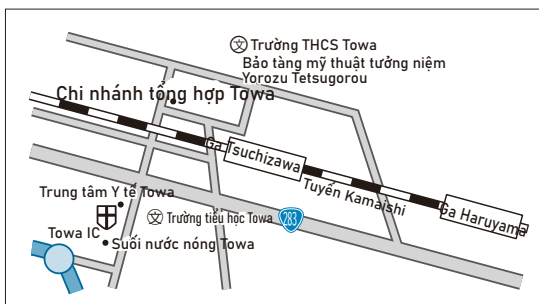 Trường THCS Towa
Bảo tàng mỹ thuật tưởng niệm
Yorozu Tetsugorou
Chi nhánh tổng hợp Towa
Ga Tsuchizawa
Tuyến Kamaishi
Ga Haruyama
Trung tâm Y tế Towa
文 Trường tiểu học Towa
283
Towa IC
Suối nước nóng Towa